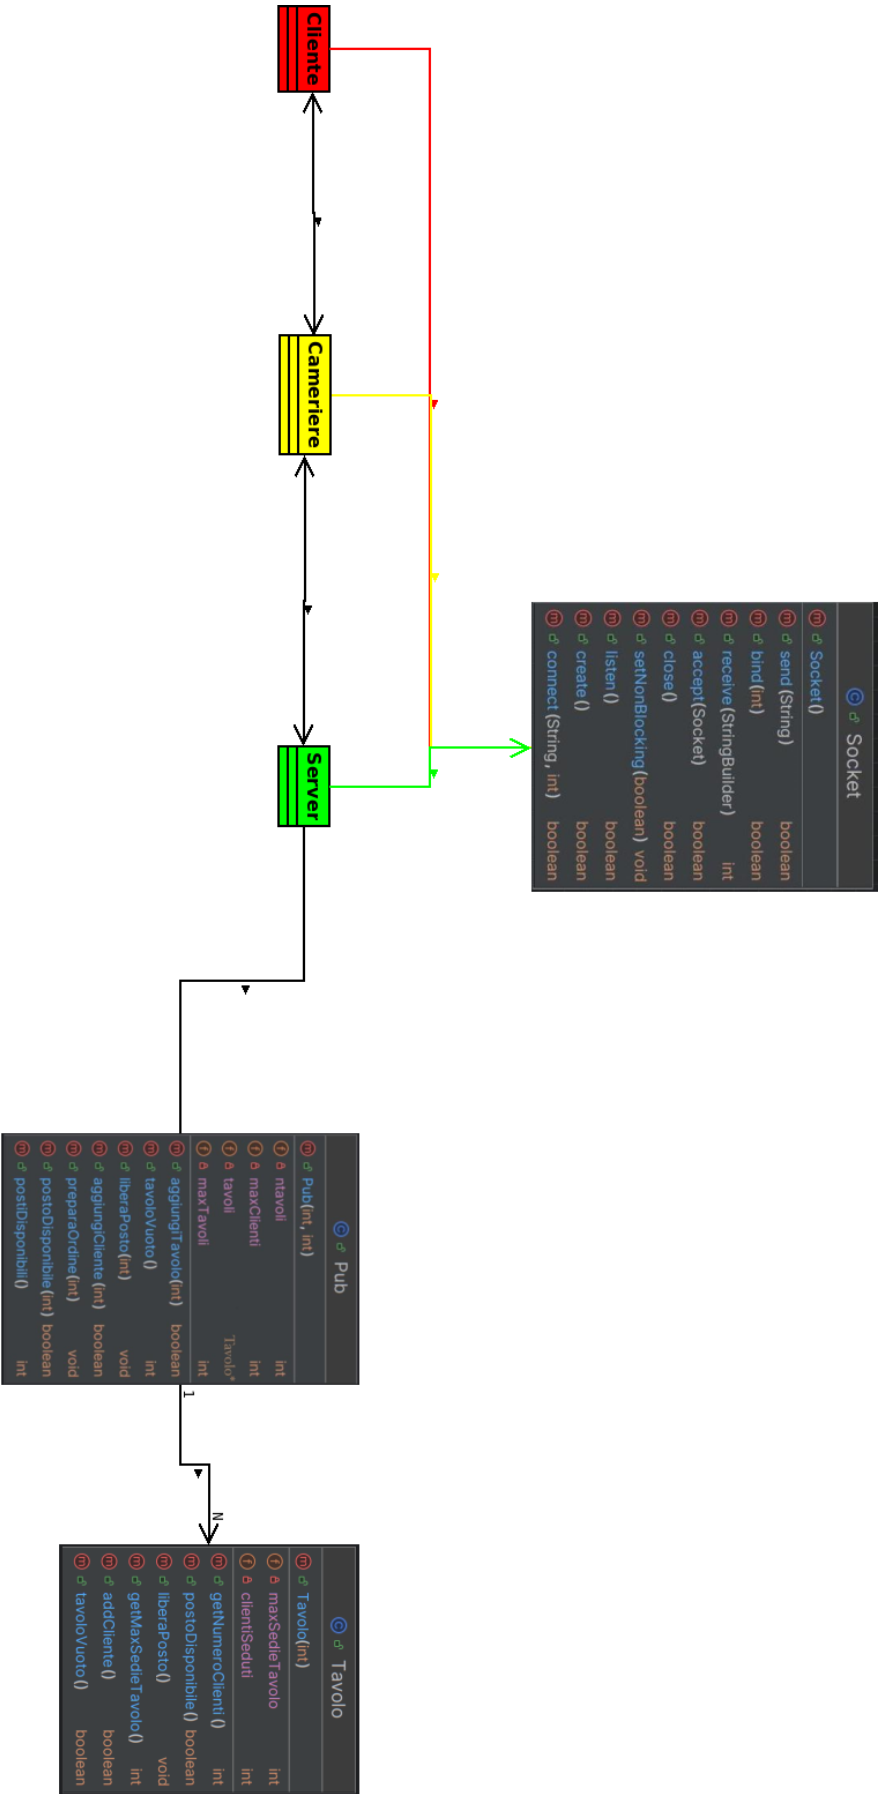 Cliente
Cameriere
Server
Socket
Socket()
send(String) boolean
bind(int) boolean
receive(StringBuilder) int
accept(Socket) boolean
close() boolean
setNonBlocking(boolean) void
listen() boolean
create() boolean
connect(String, int) boolean
Pub
Pub(int, int)
ntavoli int
maxClienti int
tavoli Tavolo*
maxTavoli int
aggiungiTavolo(int) boolean
tavoloVuoto() int
liberaPosto(int) void
aggiungiCliente(int) boolean
preparaOrdine(int) void
postoDisponibile(int) boolean
postiDisponibili() int
1
N
Tavolo
Tavolo(int)
maxSedieTavolo int
clientiSeduti int
getNumeroClienti() int
postoDisponibile() boolean
liberaPosto() void
getMaxSedieTavolo() int
addCliente() boolean
tavoloVuoto() boolean